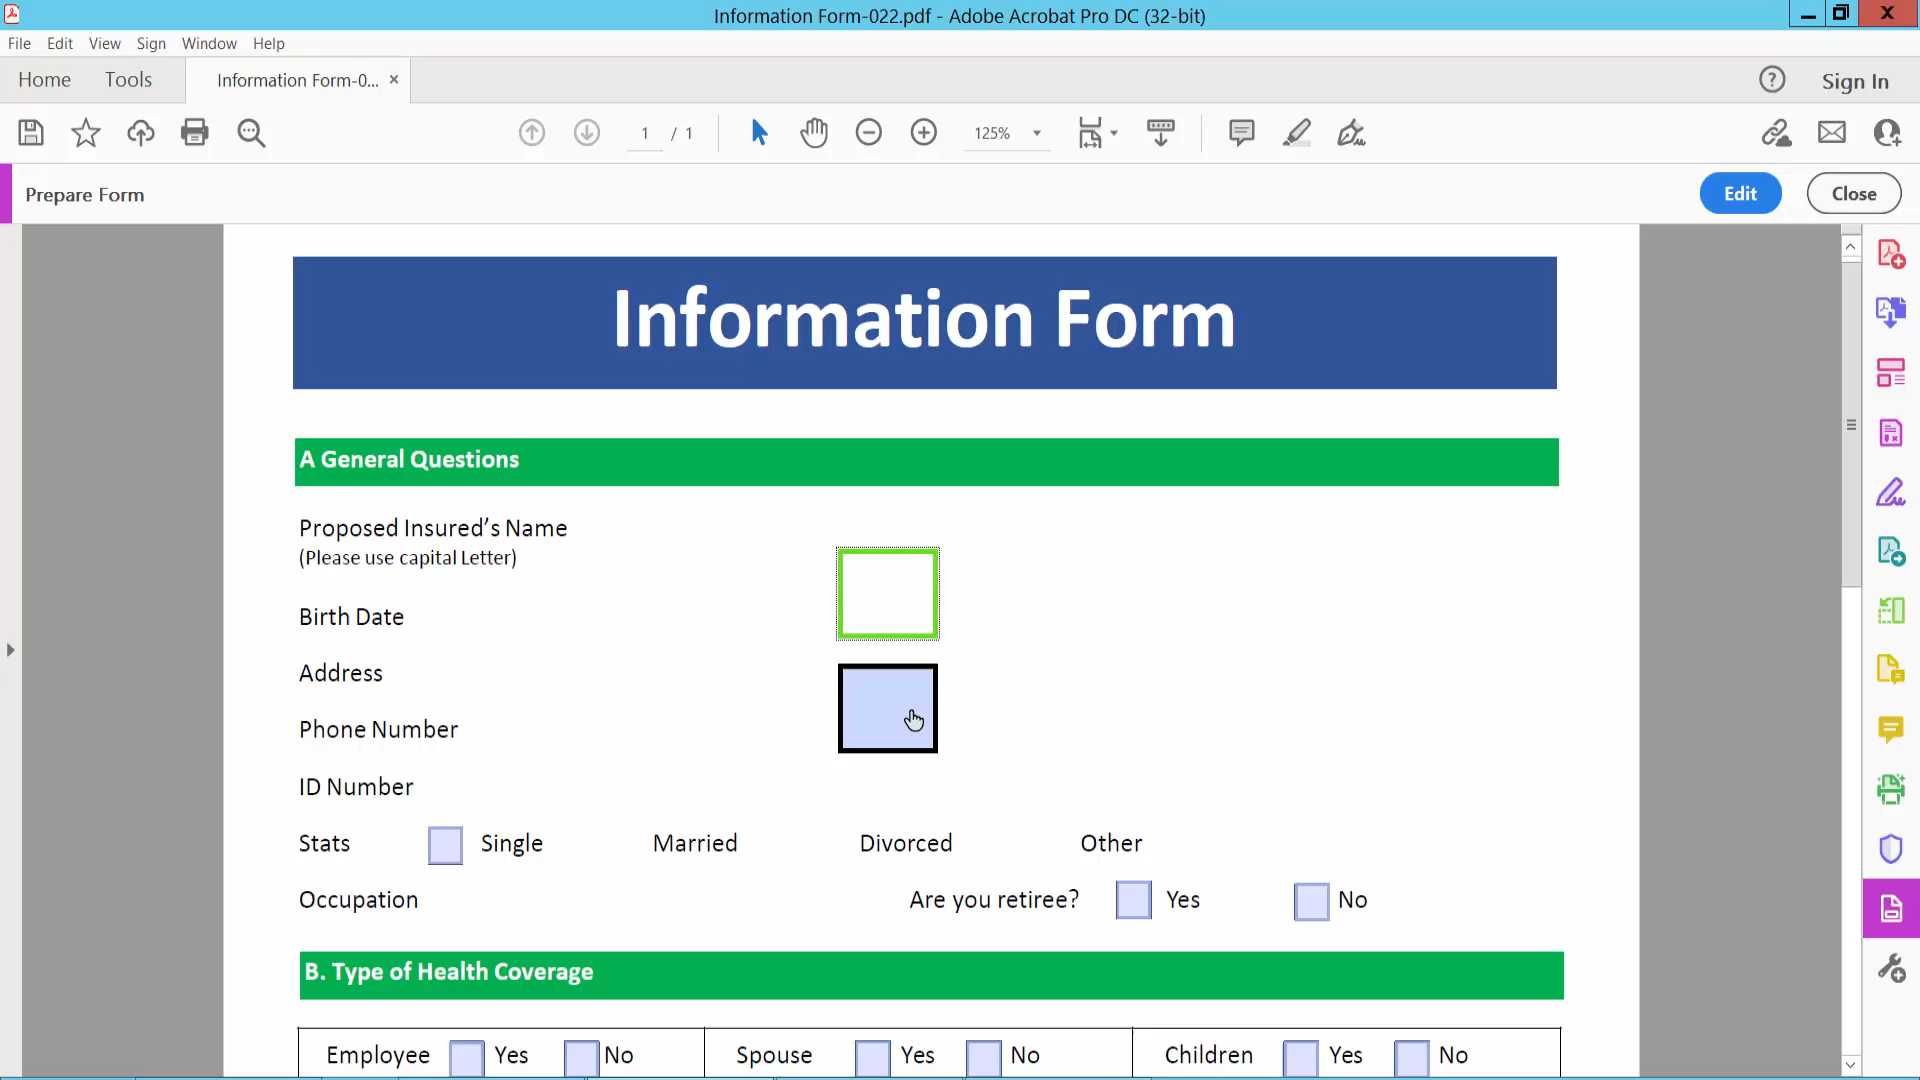 Information Form-022.pdf - Adobe Acrobat Pro DC (32-bit)
File Edit View Sign Window Help
Home Tools Information Form-0... × Sign In
1 / 1 125%
Prepare Form Edit Close
Information Form
A General Questions
Proposed Insured's Name
(Please use capital Letter)
Birth Date
Address
Phone Number
ID Number
Stats Single Married Divorced Other
Occupation Are you retiree? Yes No
B. Type of Health Coverage
Employee Yes No Spouse Yes No Children Yes No